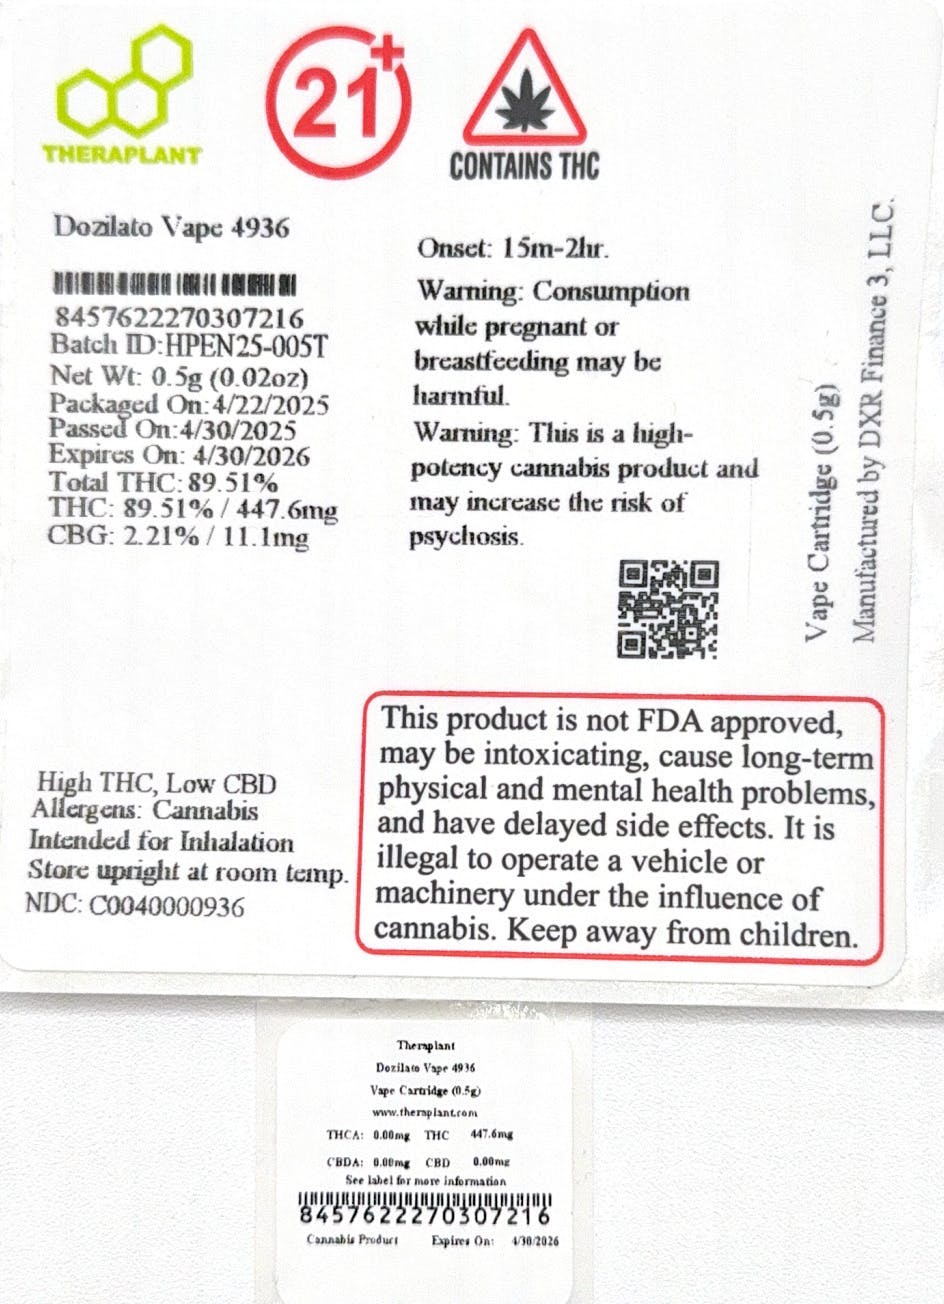 THERAPLANT
21+
CONTAINS THC
Dozilato Vape 4936
8457622270307216
Batch ID:HPEN25-005T
Net Wt: 0.5g (0.02oz)
Packaged On:4/22/2025
Passed On:4/30/2025
Expires On: 4/30/2026
Total THC: 89.51%
THC: 89.51% / 447.6mg
CBG: 2.21% / 11.1mg
Onset: 15m-2hr.
Warning: Consumption
while pregnant or
breastfeeding may be
harmful.
Warning: This is a high-
potency cannabis product and
may increase the risk of
psychosis.
Vape Cartridge (0.5g)
Manufactured by DXR Finance 3, LLC.
High THC, Low CBD
Allergens: Cannabis
Intended for Inhalation
Store upright at room temp.
NDC: C0040000936
This product is not FDA approved,
may be intoxicating, cause long-term
physical and mental health problems,
and have delayed side effects. It is
illegal to operate a vehicle or
machinery under the influence of
cannabis. Keep away from children.
Theraplant
Dozilato Vape 4936
Vape Cartridge (0.5g)
www.theraplant.com
THCA: 0.00mg THC 447.6mg
CBDA: 0.00mg CBD 0.00mg
See label for more information
8457622270307216
Cannabis Product Expires On: 4/30/2026